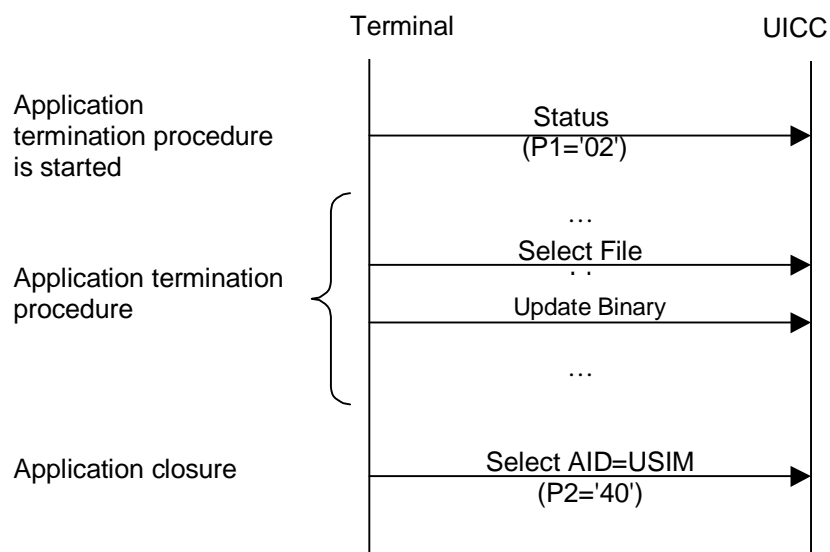 Terminal
UICC
Application
termination procedure
is started
Status
(P1='02')
...
Select File
. .
Application termination
procedure
Update Binary
...
Application closure
Select AID=USIM
(P2='40')